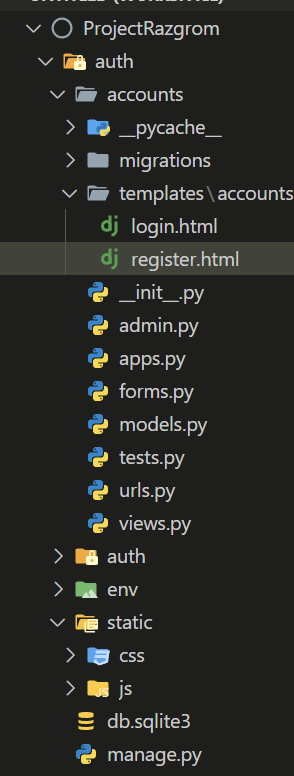 ProjectRazgrom
auth
accounts
__pycache__
migrations
templates\accounts
login.html
register.html
__init__.py
admin.py
apps.py
forms.py
models.py
tests.py
urls.py
views.py
auth
env
static
css
js
db.sqlite3
manage.py